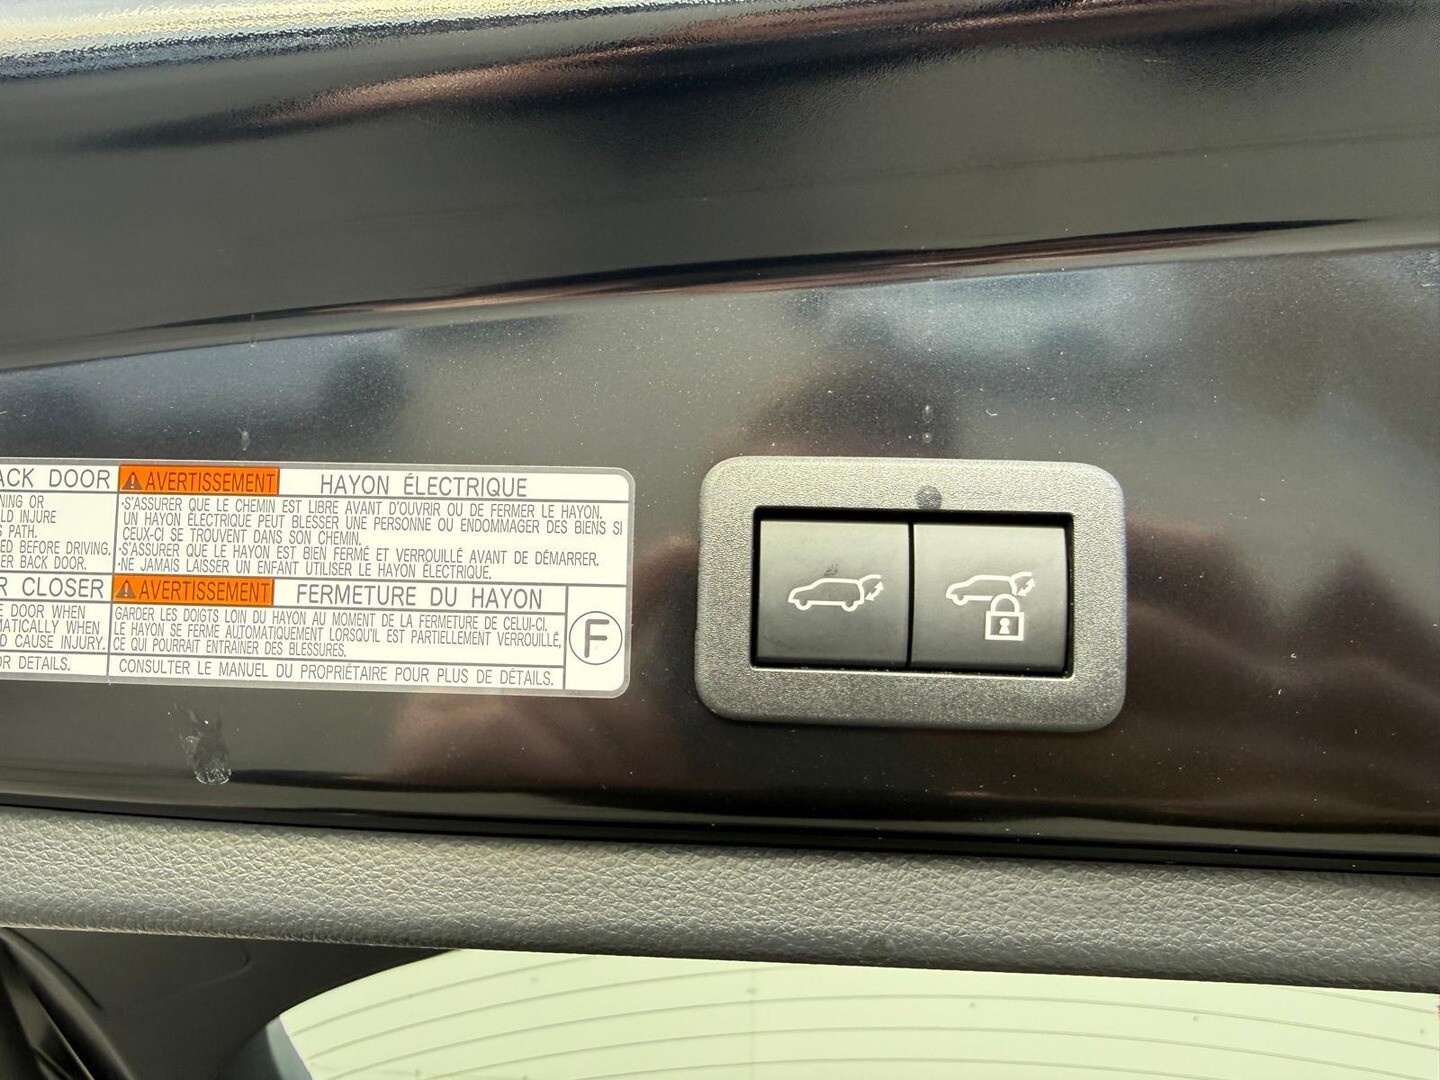 ACK DOOR
NING OR
LD INJURE
S PATH.
ED BEFORE DRIVING.
ER BACK DOOR.
R CLOSER
E DOOR WHEN
MATICALLY WHEN
D CAUSE INJURY.
OR DETAILS.
AVERTISSEMENT HAYON ÉLECTRIQUE
·S'ASSURER QUE LE CHEMIN EST LIBRE AVANT D'OUVRIR OU DE FERMER LE HAYON.
UN HAYON ÉLECTRIQUE PEUT BLESSER UNE PERSONNE OU ENDOMMAGER DES BIENS SI
CEUX-CI SE TROUVENT DANS SON CHEMIN.
·S'ASSURER QUE LE HAYON EST BIEN FERMÉ ET VERROUILLÉ AVANT DE DÉMARRER.
·NE JAMAIS LAISSER UN ENFANT UTILISER LE HAYON ÉLECTRIQUE.
AVERTISSEMENT FERMETURE DU HAYON
GARDER LES DOIGTS LOIN DU HAYON AU MOMENT DE LA FERMETURE DE CELUI-CI.
LE HAYON SE FERME AUTOMATIQUEMENT LORSQU'IL EST PARTIELLEMENT VERROUILLÉ,
CE QUI POURRAIT ENTRAÎNER DES BLESSURES.
CONSULTER LE MANUEL DU PROPRIÉTAIRE POUR PLUS DE DÉTAILS.
F